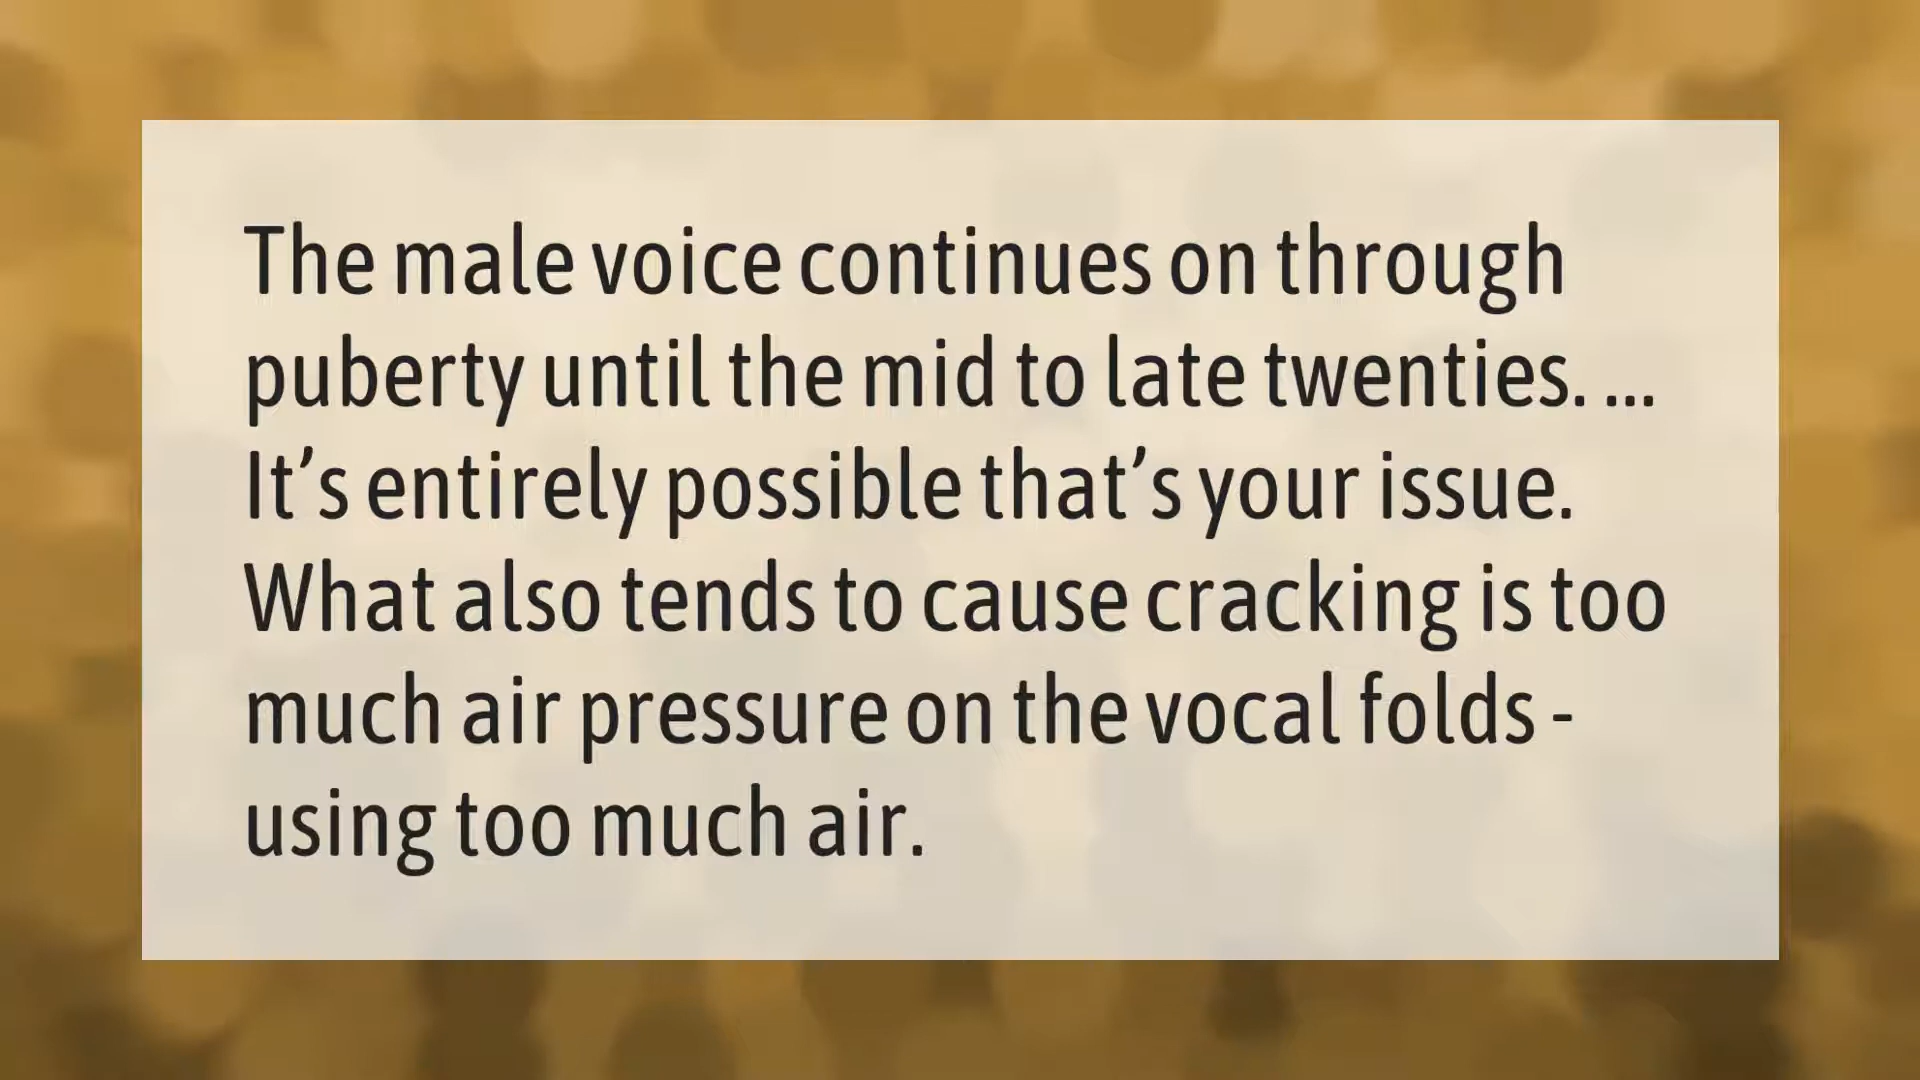 The male voice continues on through
puberty until the mid to late twenties. ...
It’s entirely possible that’s your issue.
What also tends to cause cracking is too
much air pressure on the vocal folds -
using too much air.